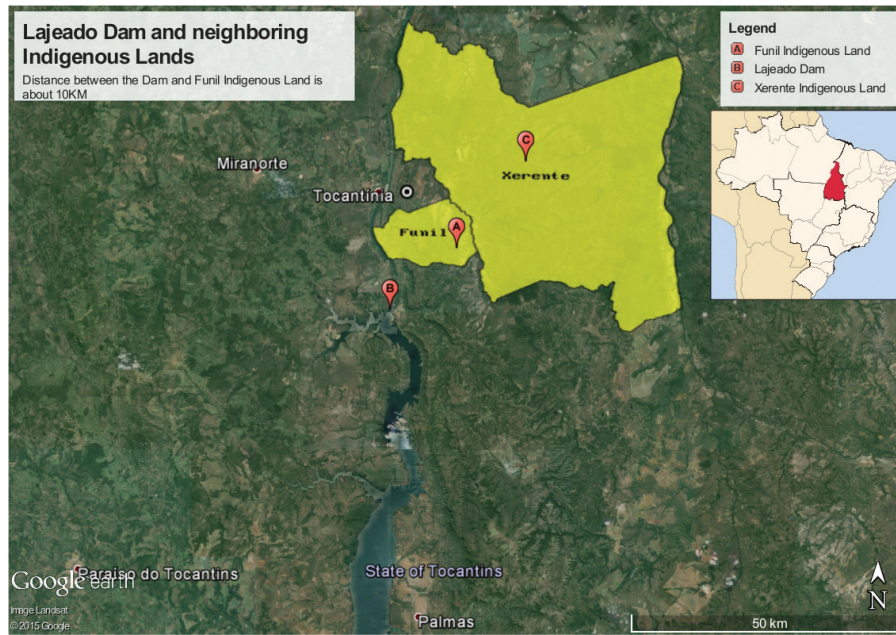 Lajeado Dam and neighboring
Indigenous Lands
Distance between the Dam and Funil Indigenous Land is
about 10KM
Legend
A Funil Indigenous Land
B Lajeado Dam
C Xerente Indigenous Land
C
Miranorte
Xerente
Tocantínia
Funil
A
B
Paraiso do Tocantins
State of Tocantins
Google earth
Image Landsat
© 2015 Google
Palmas
50 km
N